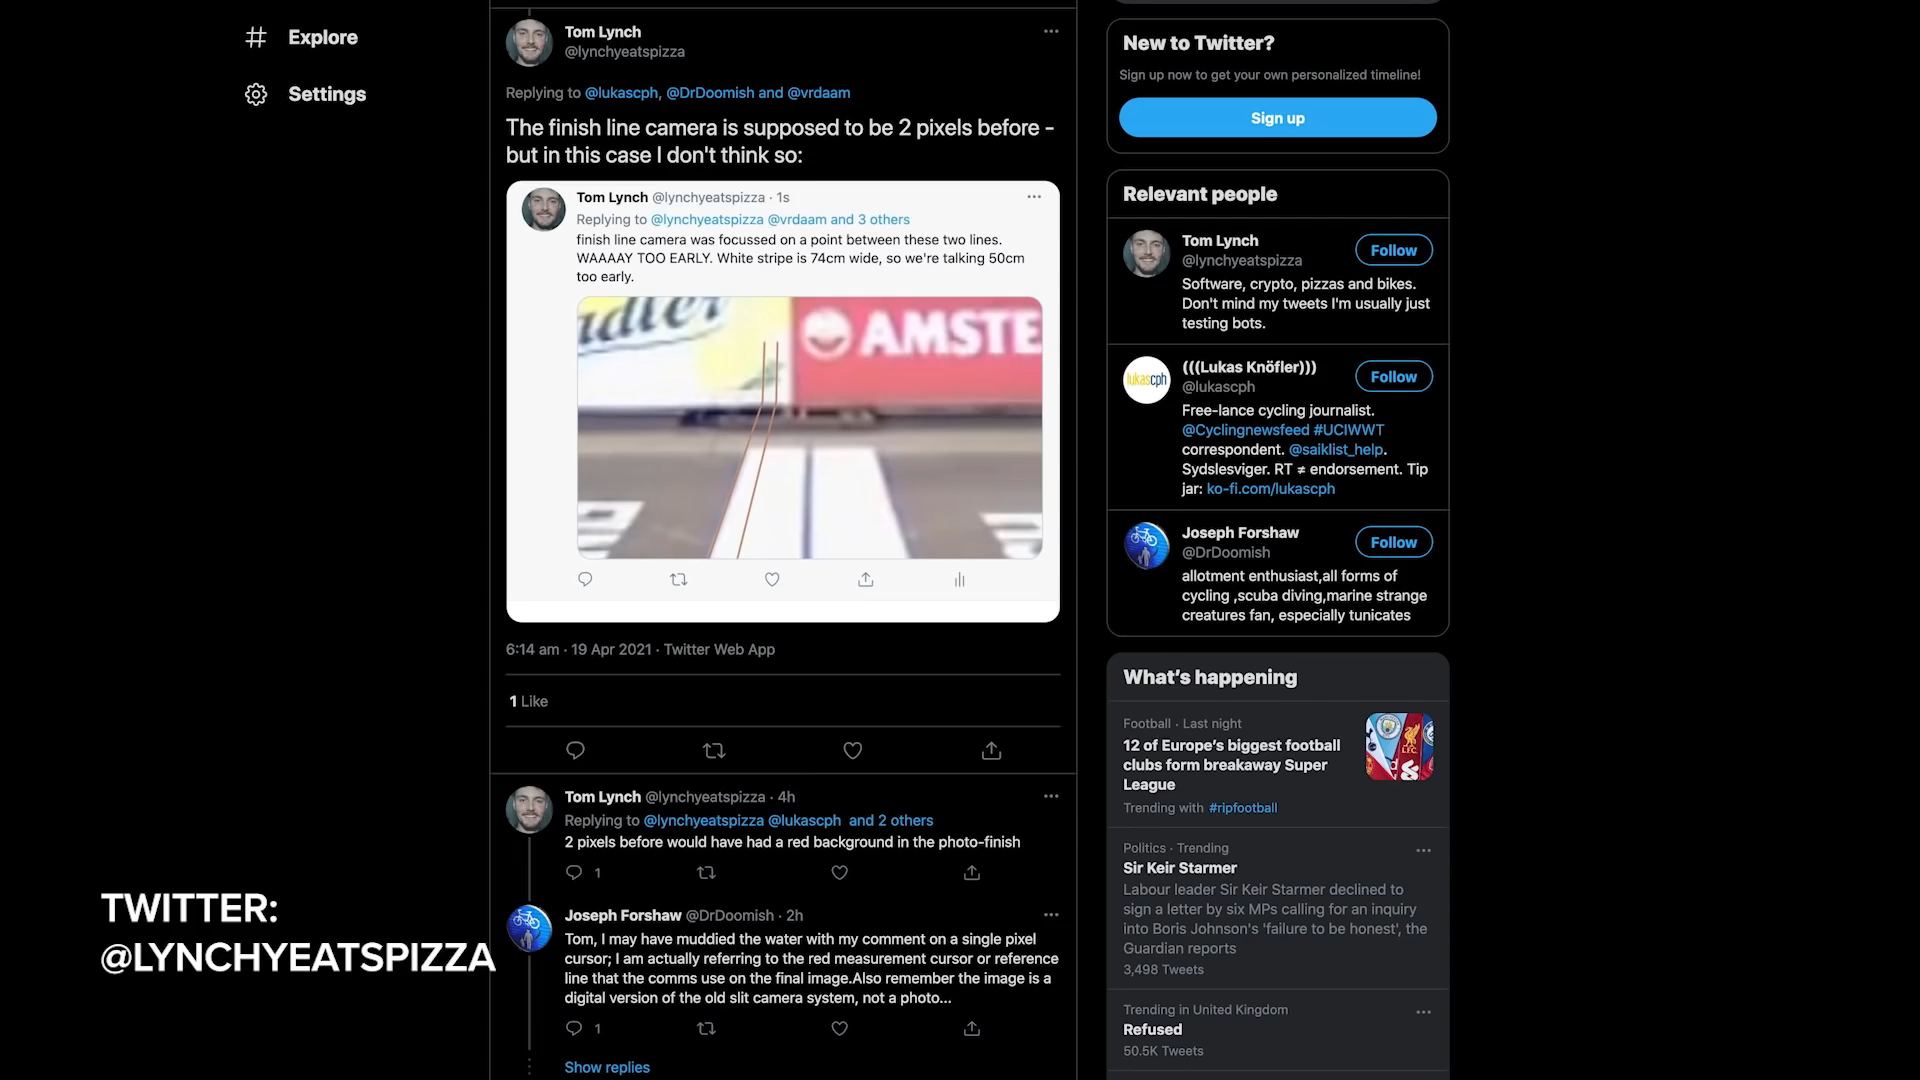 Explore
Settings
Tom Lynch
@lynchyeatspizza
Replying to @lukascph, @DrDoomish and @vrdaam
The finish line camera is supposed to be 2 pixels before -
but in this case I don't think so:
Tom Lynch @lynchyeatspizza · 1s
Replying to @lynchyeatspizza @vrdaam and 3 others
finish line camera was focussed on a point between these two lines.
WAAAAY TOO EARLY. White stripe is 74cm wide, so we're talking 50cm
too early.
adler
AMSTE
6:14 am · 19 Apr 2021 · Twitter Web App
1 Like
Tom Lynch @lynchyeatspizza · 4h
Replying to @lynchyeatspizza @lukascph and 2 others
2 pixels before would have had a red background in the photo-finish
1
Joseph Forshaw @DrDoomish · 2h
Tom, I may have muddied the water with my comment on a single pixel
cursor; I am actually referring to the red measurement cursor or reference
line that the comms use on the final image.Also remember the image is a
digital version of the old slit camera system, not a photo...
1
Show replies
TWITTER:
@LYNCHYEATSPIZZA
New to Twitter?
Sign up now to get your own personalized timeline!
Sign up
Relevant people
Tom Lynch
@lynchyeatspizza
Follow
Software, crypto, pizzas and bikes.
Don't mind my tweets I'm usually just
testing bots.
lukascph
(((Lukas Knöfler)))
@lukascph
Follow
Free-lance cycling journalist.
@Cyclingnewsfeed #UCIWWT
correspondent. @saiklist_help.
Sydslesviger. RT ≠ endorsement. Tip
jar: ko-fi.com/lukascph
Joseph Forshaw
@DrDoomish
Follow
allotment enthusiast,all forms of
cycling ,scuba diving,marine strange
creatures fan, especially tunicates
What's happening
Football · Last night
12 of Europe's biggest football
clubs form breakaway Super
League
Trending with #ripfootball
Politics · Trending
Sir Keir Starmer
Labour leader Sir Keir Starmer declined to
sign a letter by six MPs calling for an inquiry
into Boris Johnson's 'failure to be honest', the
Guardian reports
3,498 Tweets
Trending in United Kingdom
Refused
50.5K Tweets